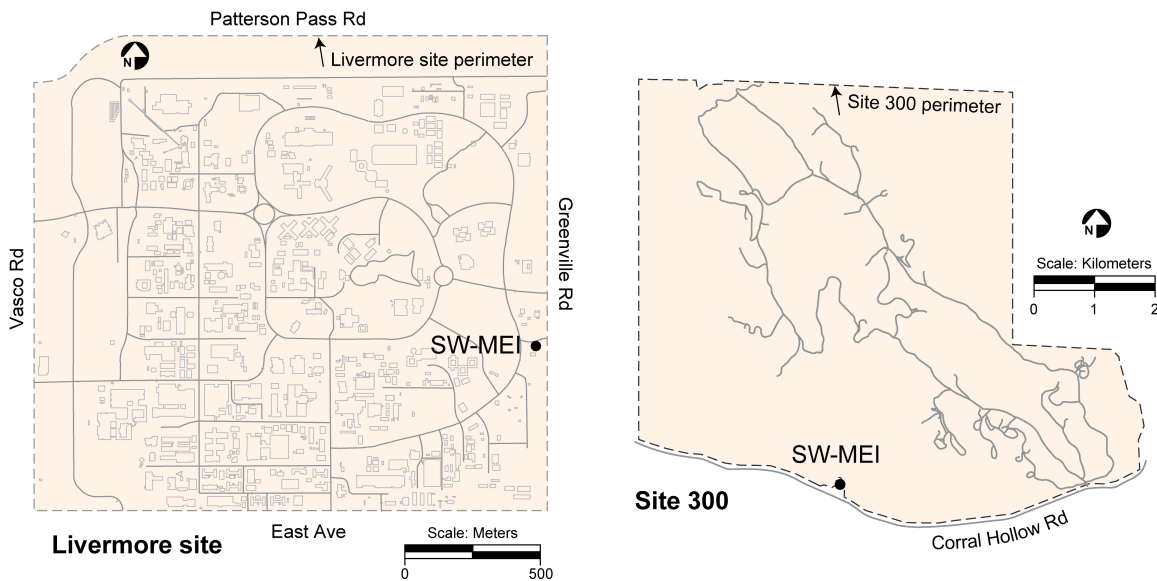 Patterson Pass Rd
N
Livermore site perimeter
Vasco Rd
Greenville Rd
SW-MEI
East Ave
Livermore site
Scale: Meters
0 500
Site 300 perimeter
N
Scale: Kilometers
0 1 2
SW-MEI
Site 300
Corral Hollow Rd